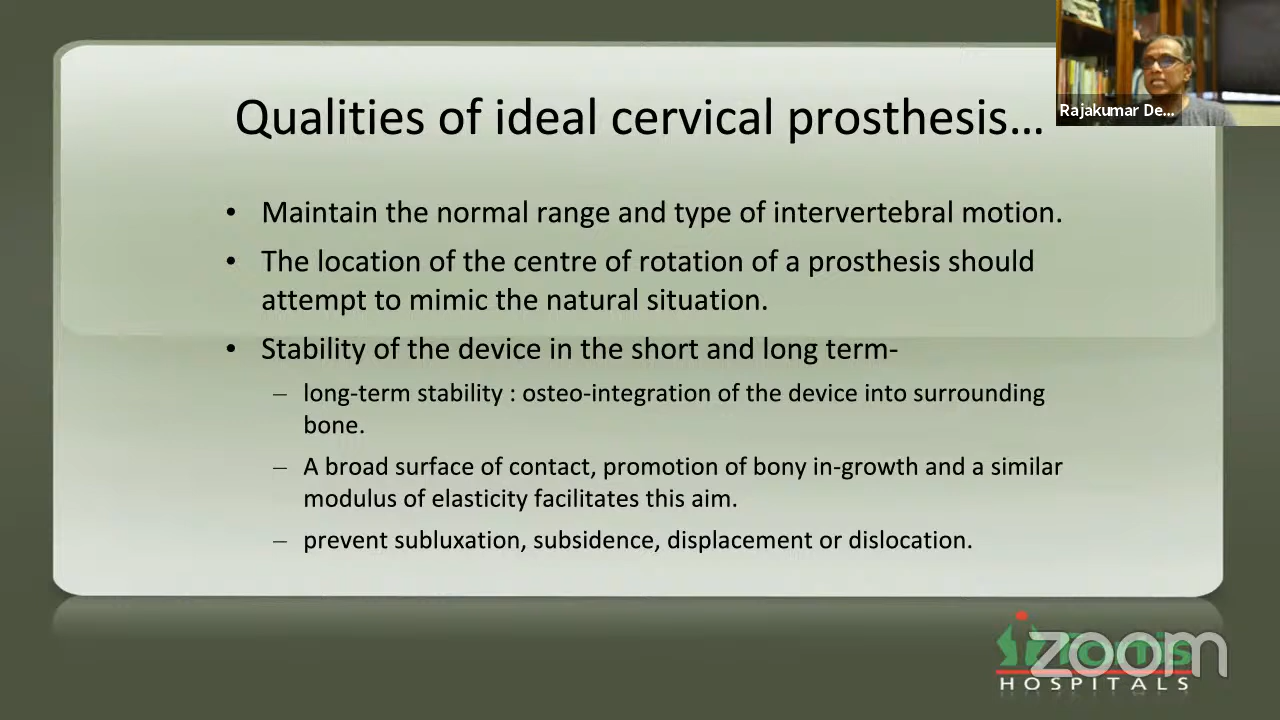 Qualities of ideal cervical prosthesis…
Rajakumar De...
• Maintain the normal range and type of intervertebral motion.
• The location of the centre of rotation of a prosthesis should
attempt to mimic the natural situation.
• Stability of the device in the short and long term-
– long-term stability : osteo-integration of the device into surrounding
bone.
– A broad surface of contact, promotion of bony in-growth and a similar
modulus of elasticity facilitates this aim.
– prevent subluxation, subsidence, displacement or dislocation.
zoom
HOSPITALS